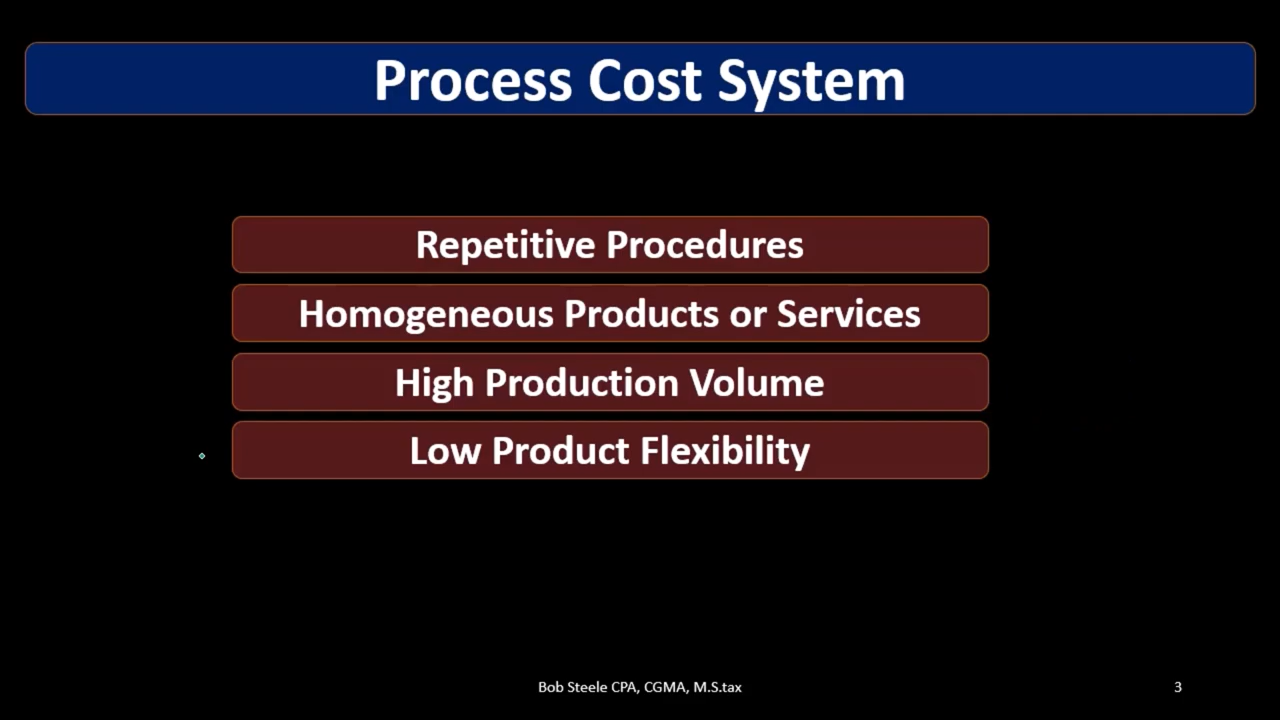 Process Cost System
Repetitive Procedures
Homogeneous Products or Services
High Production Volume
Low Product Flexibility
Bob Steele CPA, CGMA, M.S.tax
3